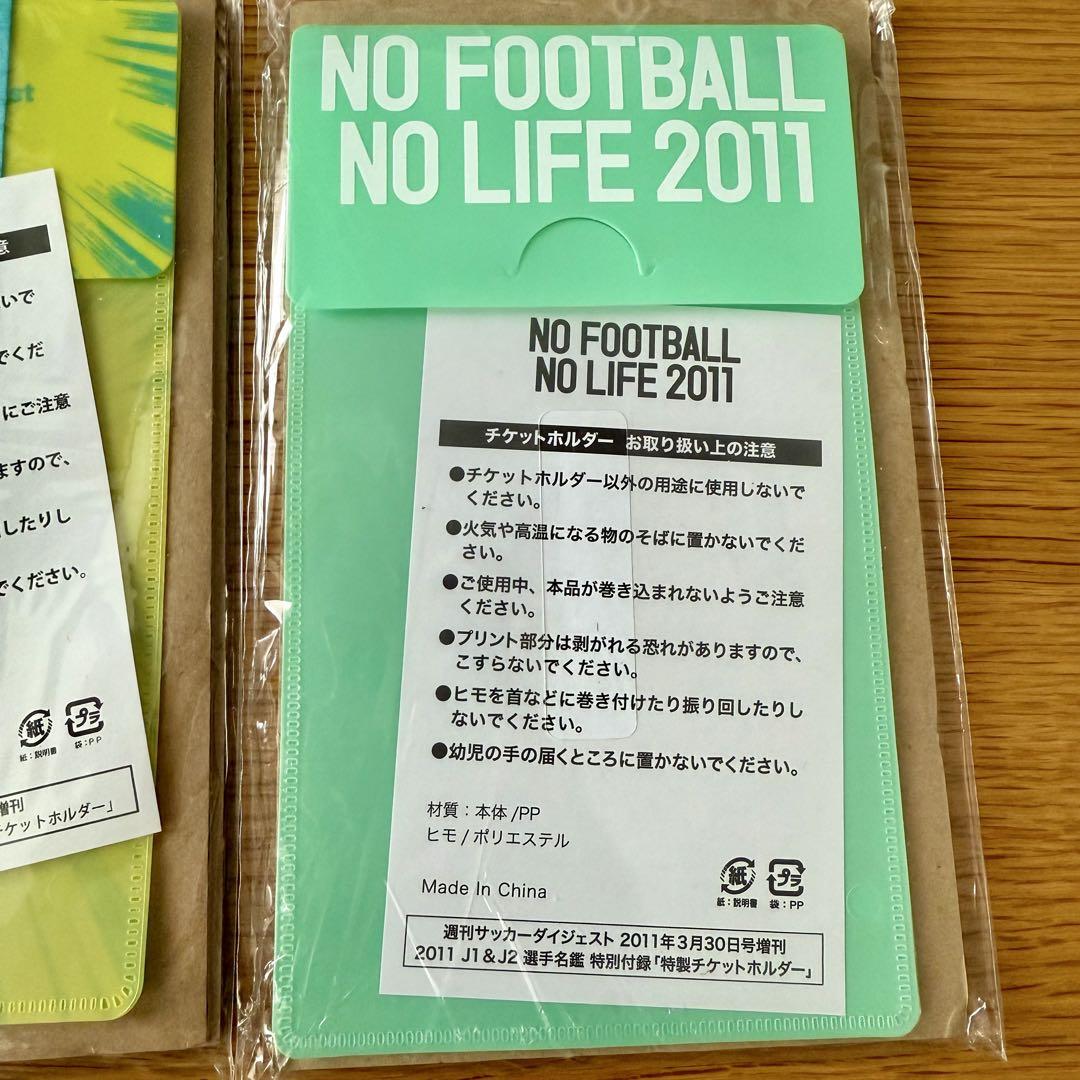 st
意
いで
でくだ
にご注意
ますので、
したりし
でください。
紙
プラ
紙：説明書
袋：PP
増刊
チケットホルダー」
NO FOOTBALL
NO LIFE 2011
NO FOOTBALL
NO LIFE 2011
チケットホルダー お取り扱い上の注意
●チケットホルダー以外の用途に使用しないで
ください。
●火気や高温になる物のそばに置かないでくだ
さい。
●ご使用中、本品が巻き込まれないようご注意
ください。
●プリント部分は剥がれる恐れがありますので、
こすらないでください。
●ヒモを首などに巻き付けたり振り回したりし
ないでください。
●幼児の手の届くところに置かないでください。
材質：本体/PP
ヒモ/ポリエステル
Made In China
紙
プラ
紙：説明書
袋：PP
週刊サッカーダイジェスト 2011年3月30日号増刊
2011 J1＆J2 選手名鑑 特別付録「特製チケットホルダー」